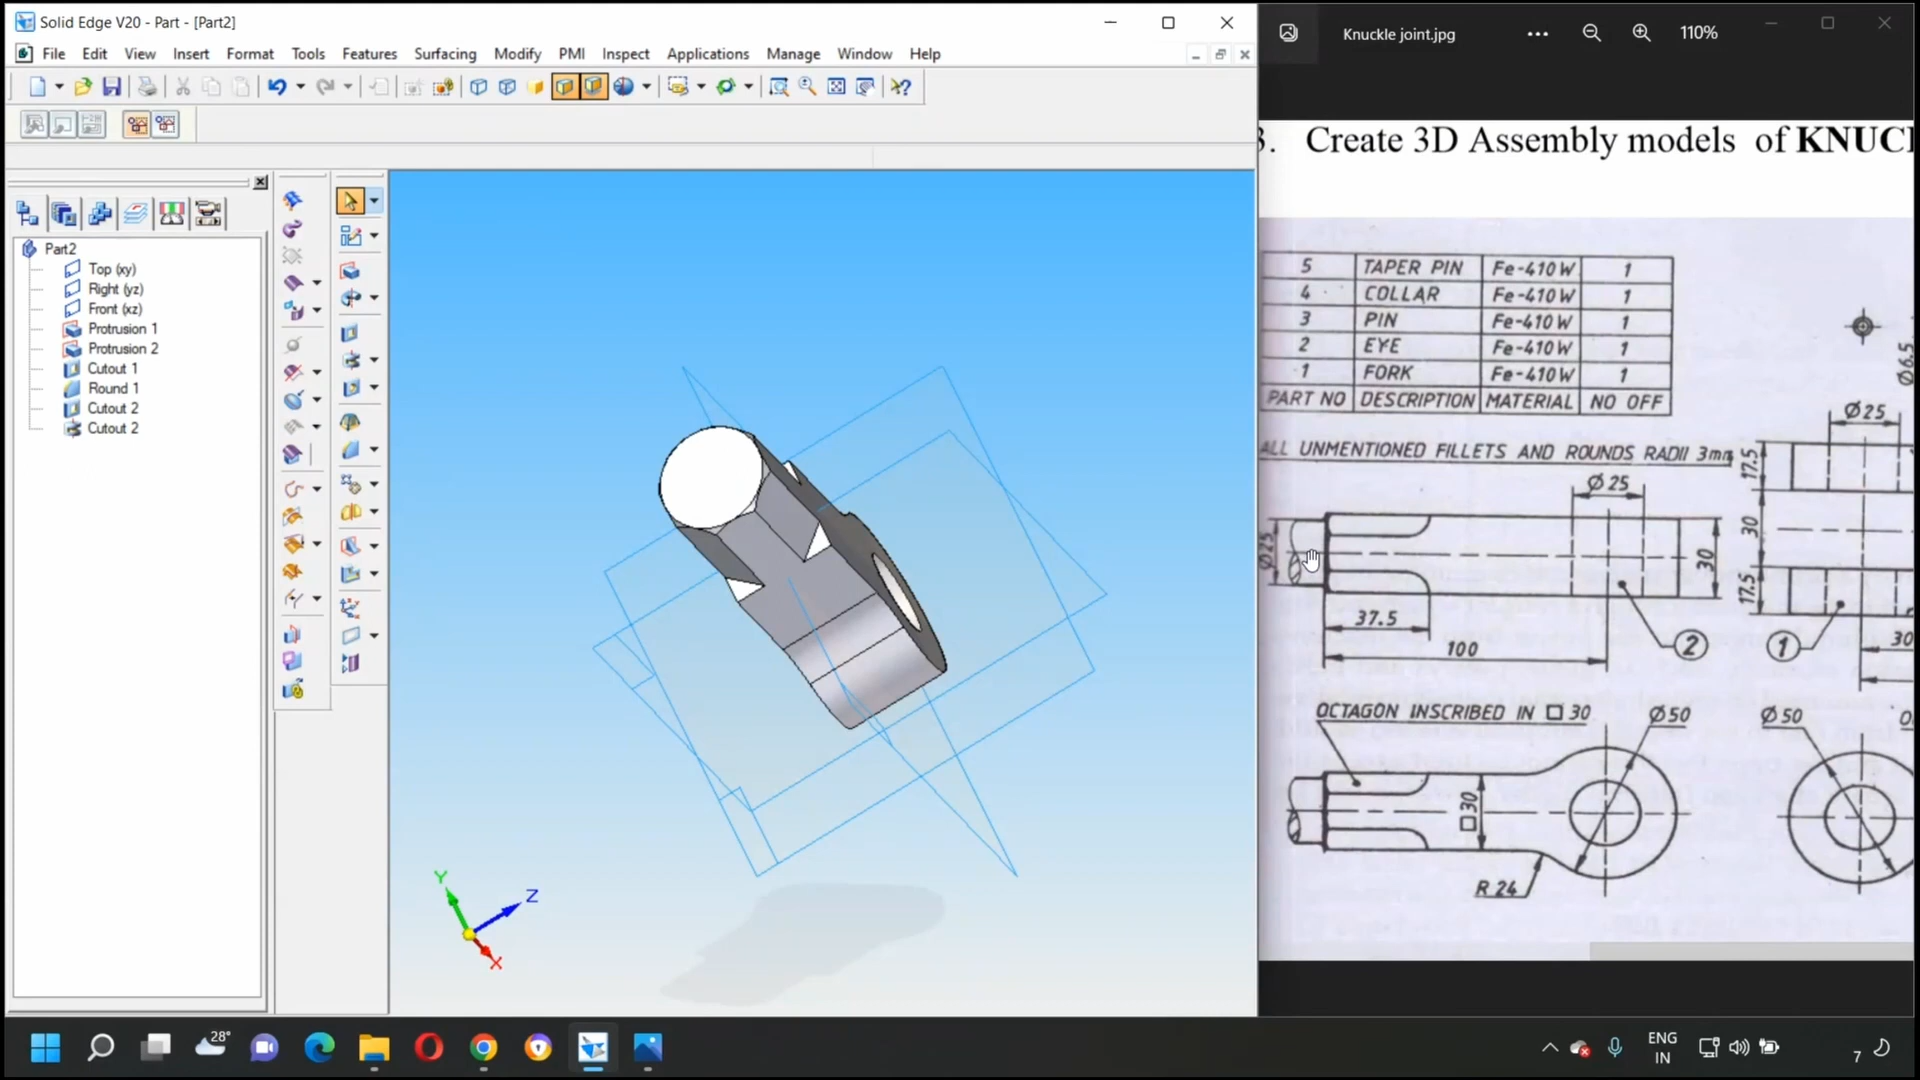 Solid Edge V20 - Part - [Part2]
File Edit View Insert Format Tools Features Surfacing Modify PMI Inspect Applications Manage Window Help
Part2
Top (xy)
Right (yz)
Front (xz)
Protrusion 1
Protrusion 2
Cutout 1
Round 1
Cutout 2
Cutout 2
Y
Z
X
Knuckle joint.jpg
110%
3. Create 3D Assembly models of KNUC
5 TAPER PIN Fe-410W 1
4 COLLAR Fe-410W 1
3 PIN Fe-410W 1
2 EYE Fe-410W 1
1 FORK Fe-410W 1
PART NO DESCRIPTION MATERIAL NO OFF
ALL UNMENTIONED FILLETS AND ROUNDS RADII 3mm
Ø6.5
Ø25
17.5
Ø25
Ø25
30
30
17.5
37.5
100
2
1
30
OCTAGON INSCRIBED IN □ 30
Ø50
Ø50
O
□30
R 24
28°
ENG
IN
7